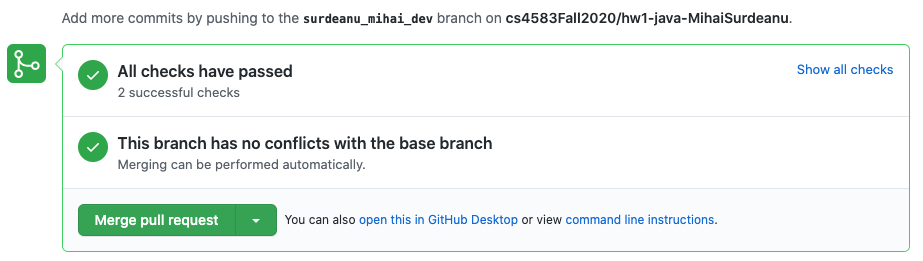 Add more commits by pushing to the surdeanu_mihai_dev branch on cs4583Fall2020/hw1-java-MihaiSurdeanu.
All checks have passed
Show all checks
2 successful checks
This branch has no conflicts with the base branch
Merging can be performed automatically.
Merge pull request
You can also open this in GitHub Desktop or view command line instructions.